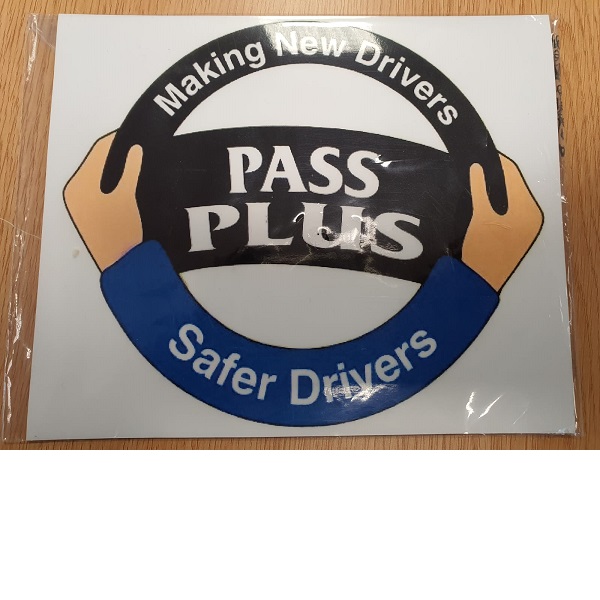 Making New Drivers
PASS
PLUS
Safer Drivers